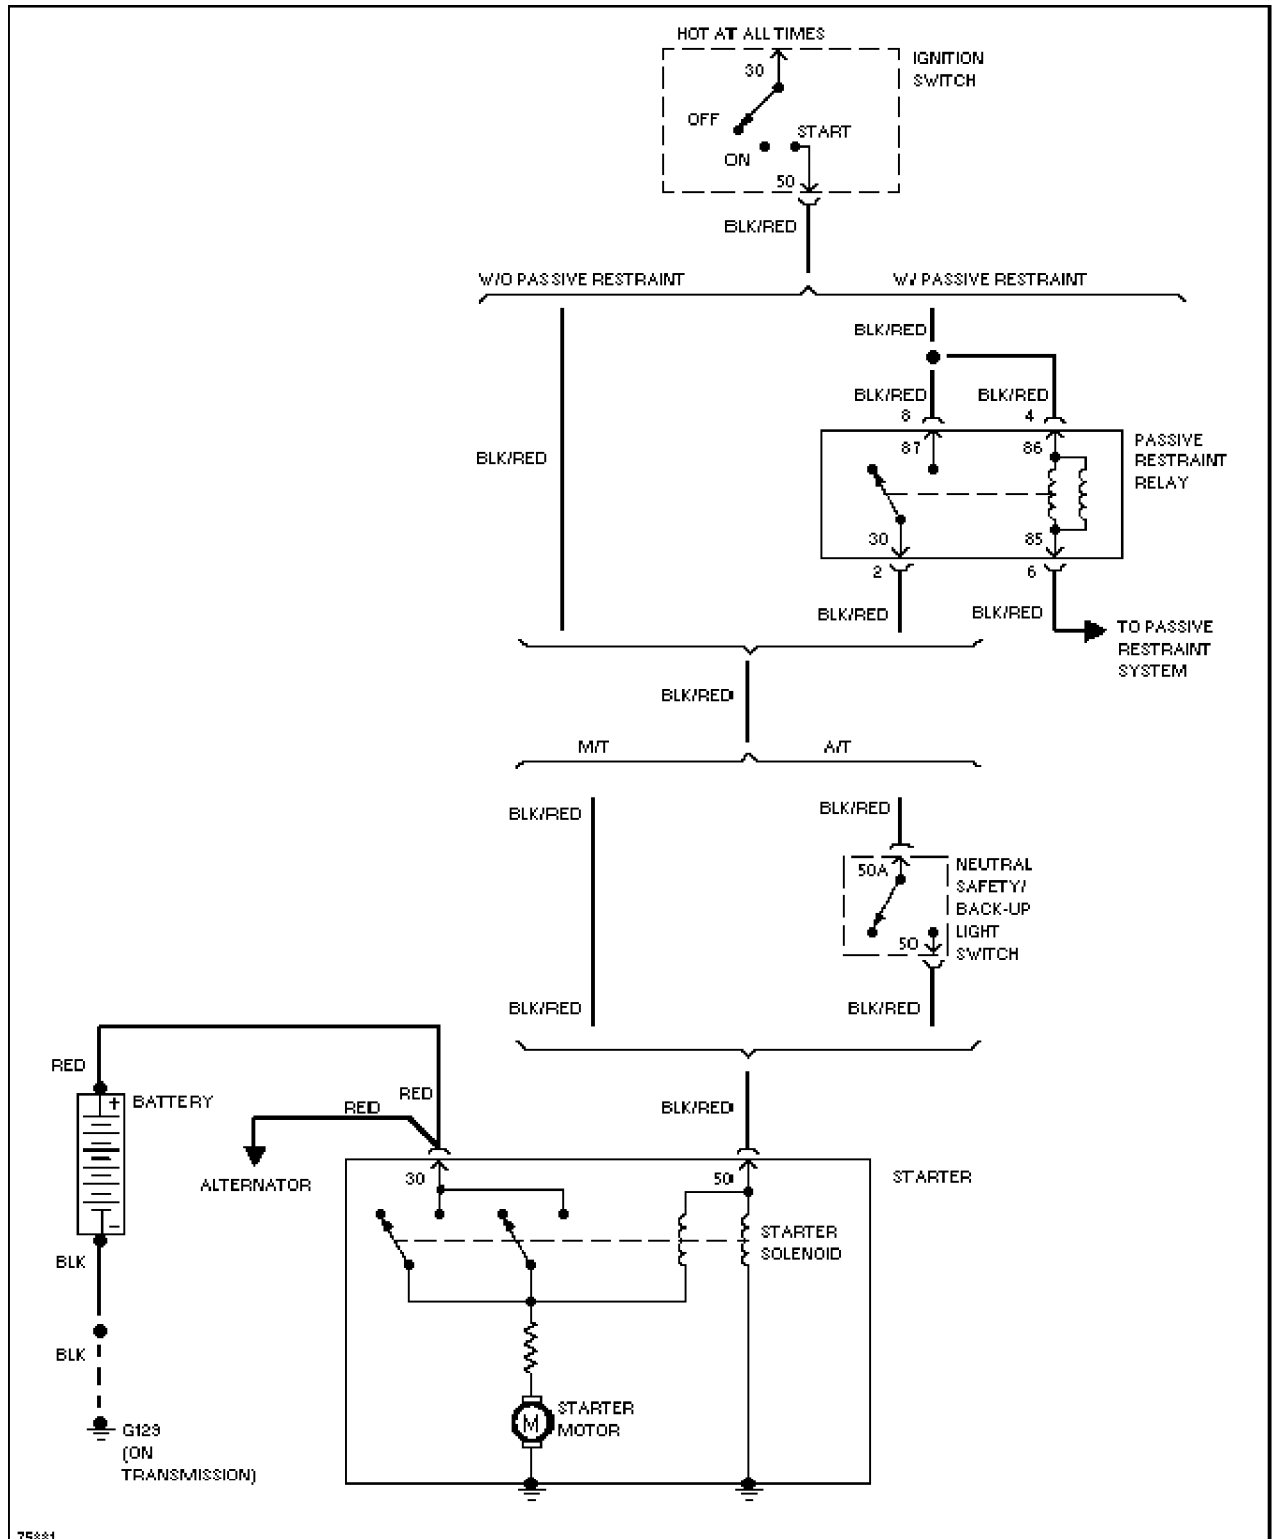 HOT AT ALL TIMES
IGNITION
SWITCH
30
OFF
START
ON
50
BLK/RED
W/O PASSIVE RESTRAINT
W/ PASSIVE RESTRAINT
BLK/RED
BLK/RED
BLK/RED
8
4
87
86
PASSIVE
RESTRAINT
RELAY
BLK/RED
30
85
2
6
BLK/RED
BLK/RED
TO PASSIVE
RESTRAINT
SYSTEM
BLK/RED
M/T
A/T
BLK/RED
BLK/RED
50A
NEUTRAL
SAFETY/
BACK-UP
LIGHT
SWITCH
50
BLK/RED
BLK/RED
RED
BATTERY
+
-
RED
RED
BLK/RED
ALTERNATOR
30
50
STARTER
STARTER
SOLENOID
BLK
BLK
STARTER
MOTOR
M
G129
(ON
TRANSMISSION)
75881